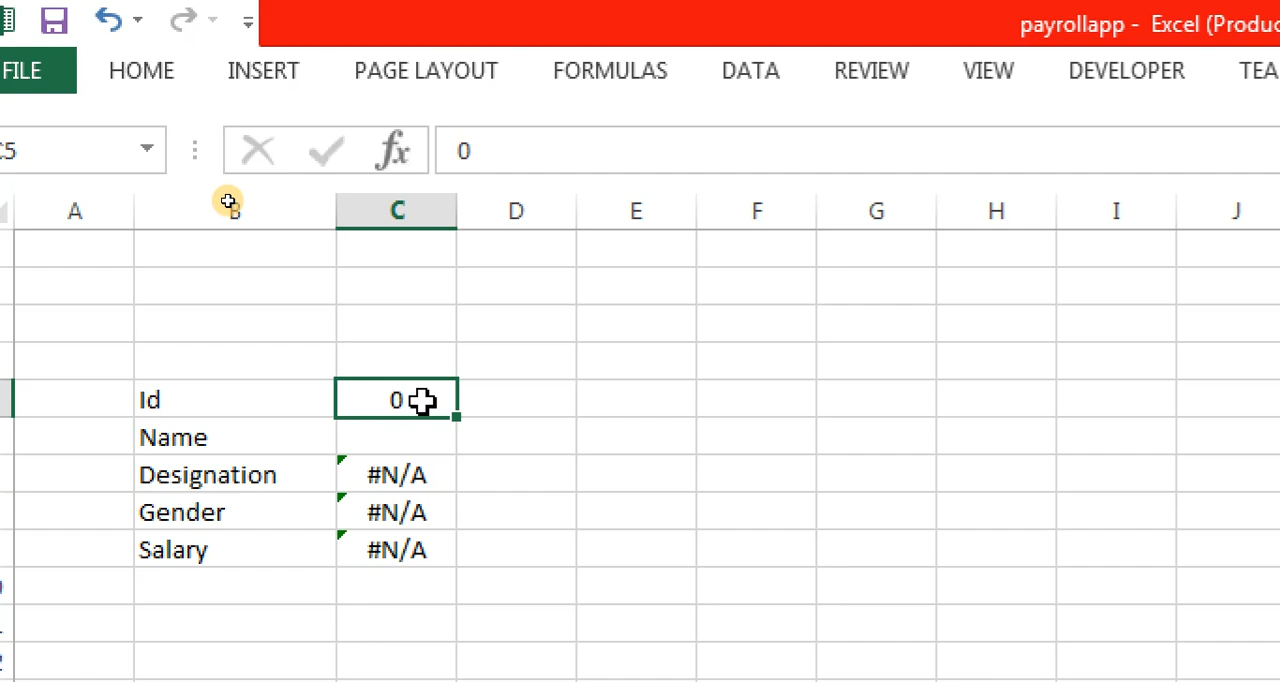 payrollapp - Excel (Produc
FILE HOME INSERT PAGE LAYOUT FORMULAS DATA REVIEW VIEW DEVELOPER TEA
C5 fx 0
A B C D E F G H I J
Id 0
Name
Designation #N/A
Gender #N/A
Salary #N/A